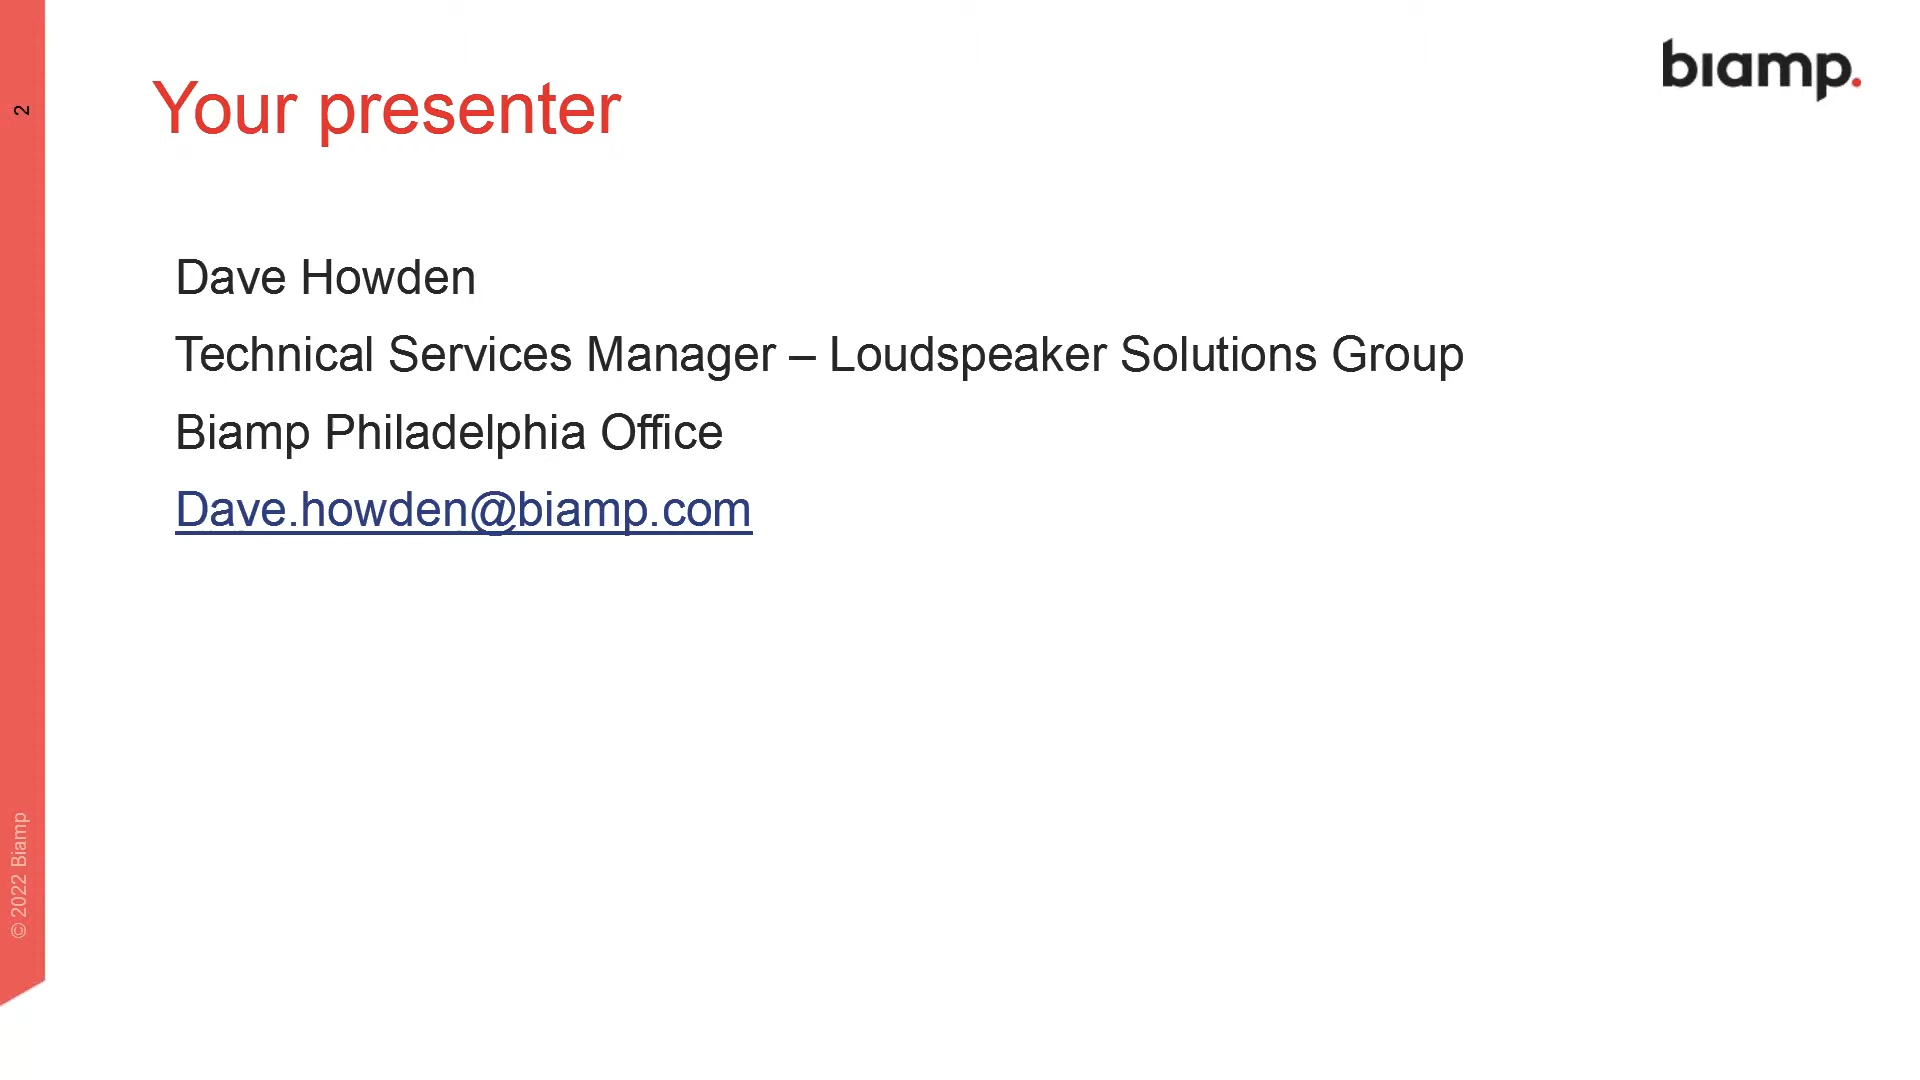 2
Your presenter
biamp.
Dave Howden
Technical Services Manager – Loudspeaker Solutions Group
Biamp Philadelphia Office
Dave.howden@biamp.com
© 2022 Biamp